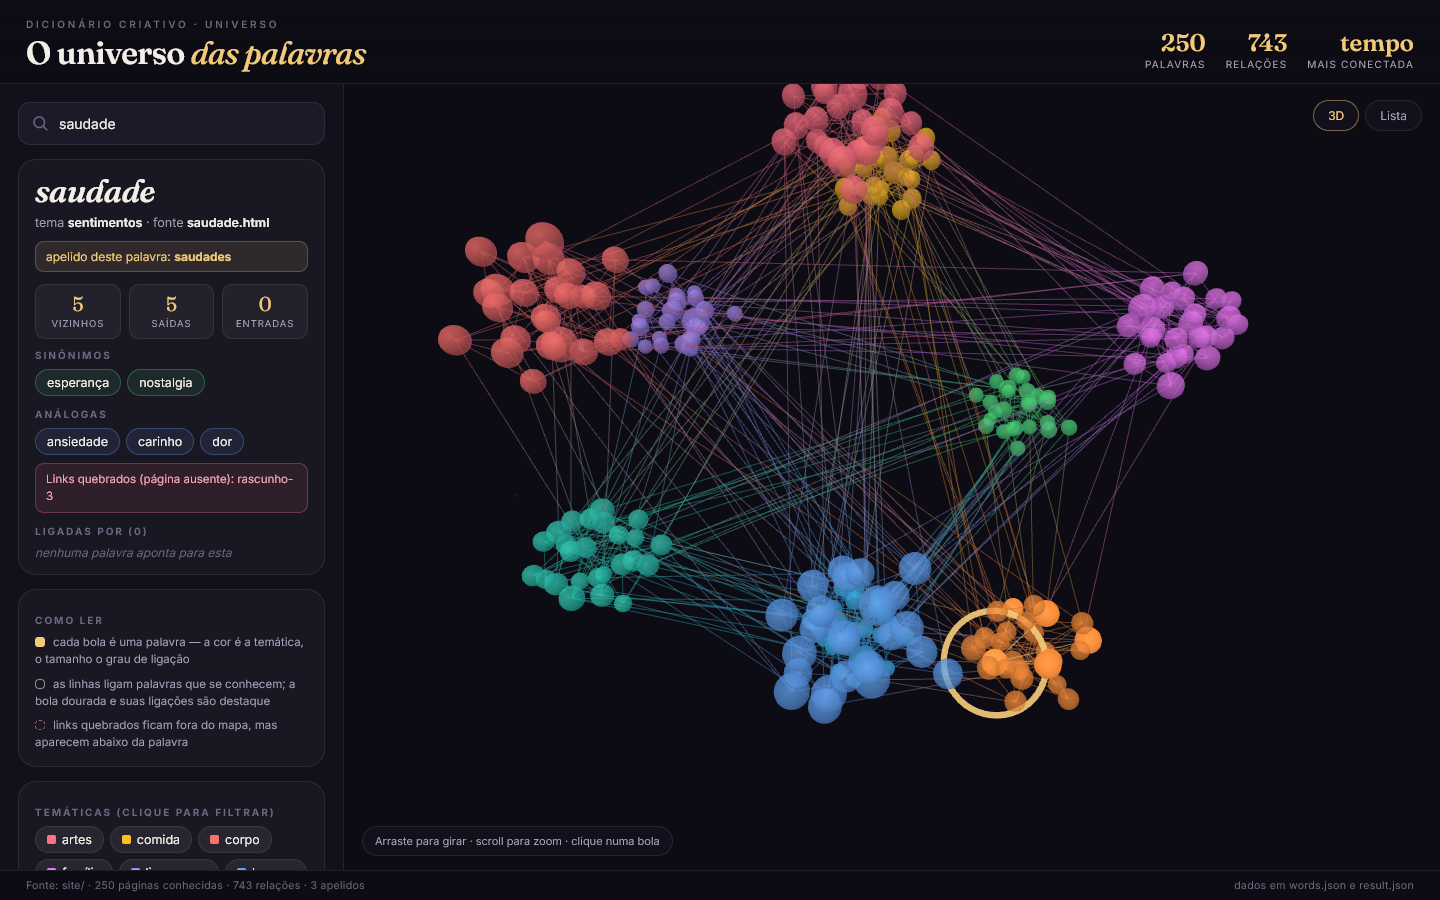 DICIONÁRIO CRIATIVO · UNIVERSO
O universo das palavras
250
PALAVRAS
743
RELAÇÕES
tempo
MAIS CONECTADA
saudade
3D
Lista
saudade
tema sentimentos · fonte saudade.html
apelido deste palavra: saudades
5
VIZINHOS
5
SAÍDAS
0
ENTRADAS
SINÔNIMOS
esperança
nostalgia
ANÁLOGAS
ansiedade
carinho
dor
Links quebrados (página ausente): rascunho-
3
LIGADAS POR (0)
nenhuma palavra aponta para esta
COMO LER
cada bola é uma palavra — a cor é a temática,
o tamanho o grau de ligação
as linhas ligam palavras que se conhecem; a
bola dourada e suas ligações são destaque
links quebrados ficam fora do mapa, mas
aparecem abaixo da palavra
TEMÁTICAS (CLIQUE PARA FILTRAR)
artes
comida
corpo
Arraste para girar · scroll para zoom · clique numa bola
Fonte: site/ · 250 páginas conhecidas · 743 relações · 3 apelidos
dados em words.json e result.json